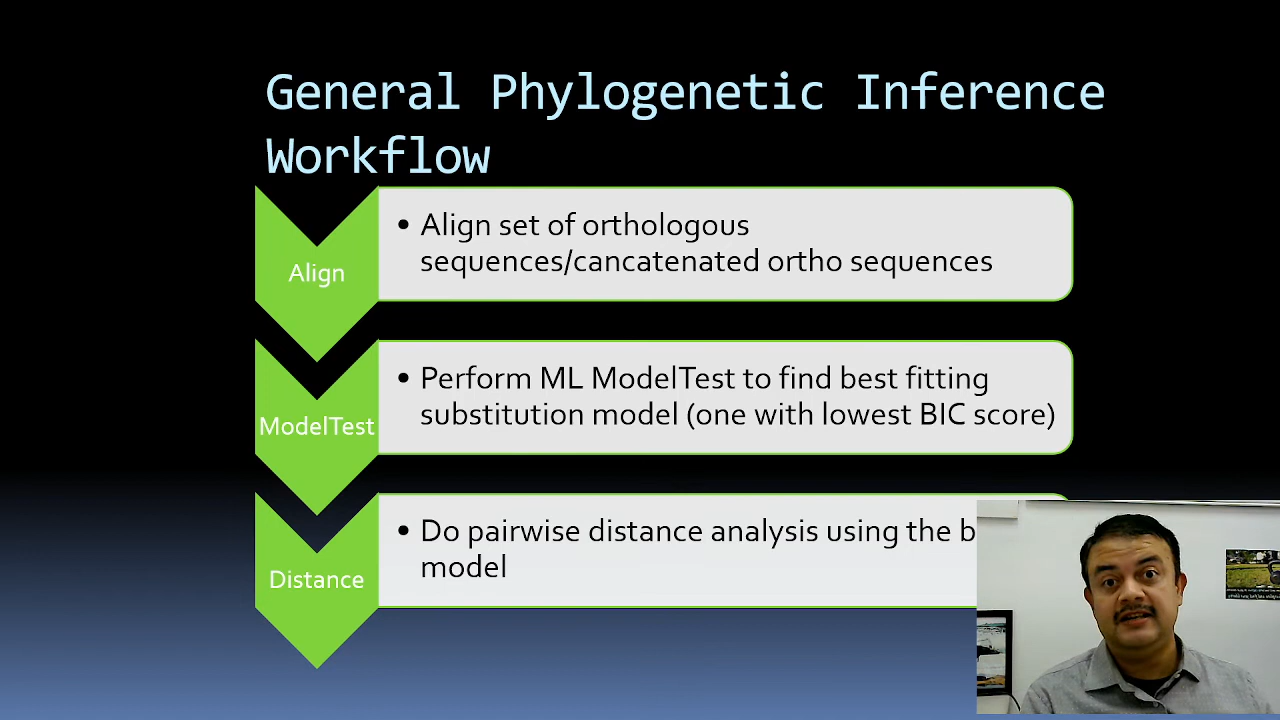 General Phylogenetic Inference
Workflow
Align
• Align set of orthologous
sequences/cancatenated ortho sequences
ModelTest
• Perform ML ModelTest to find best fitting
substitution model (one with lowest BIC score)
Distance
• Do pairwise distance analysis using the b
model